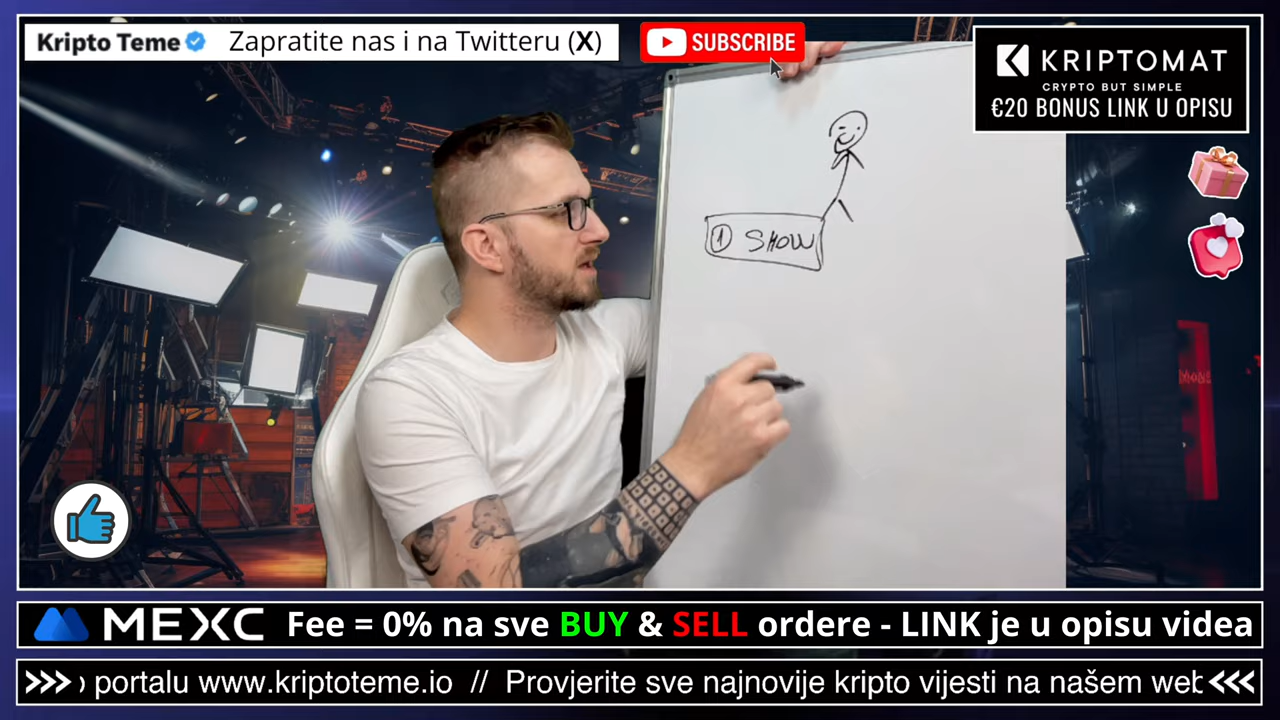 Kripto Teme Zapratite nas i na Twitteru (X)
SUBSCRIBE
KRIPTOMAT
CRYPTO BUT SIMPLE
€20 BONUS LINK U OPISU
1 SHOW
MEXC Fee = 0% na sve BUY & SELL ordere - LINK je u opisu videa
>>> portalu www.kriptoteme.io // Provjerite sve najnovije kripto vijesti na našem <<<